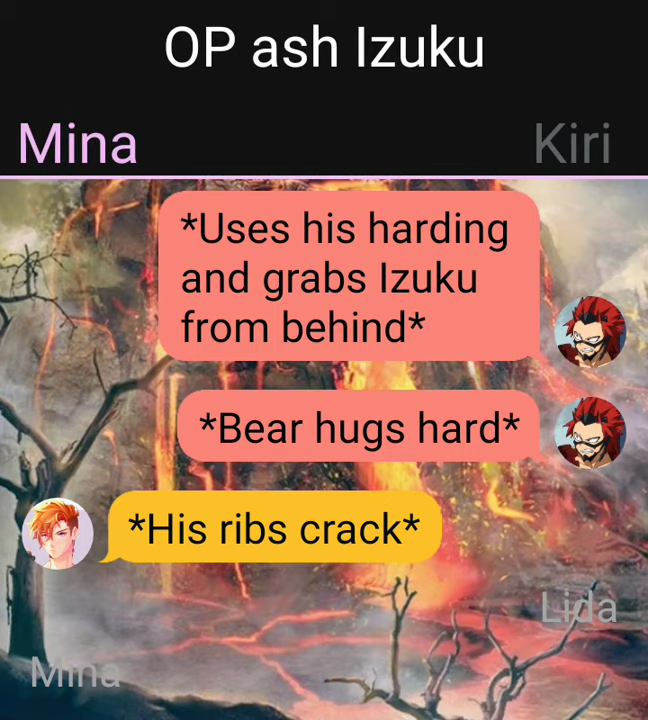 OP ash Izuku
Mina Kiri
*Uses his harding
and grabs Izuku
from behind*
*Bear hugs hard*
*His ribs crack*
Lida
Mina